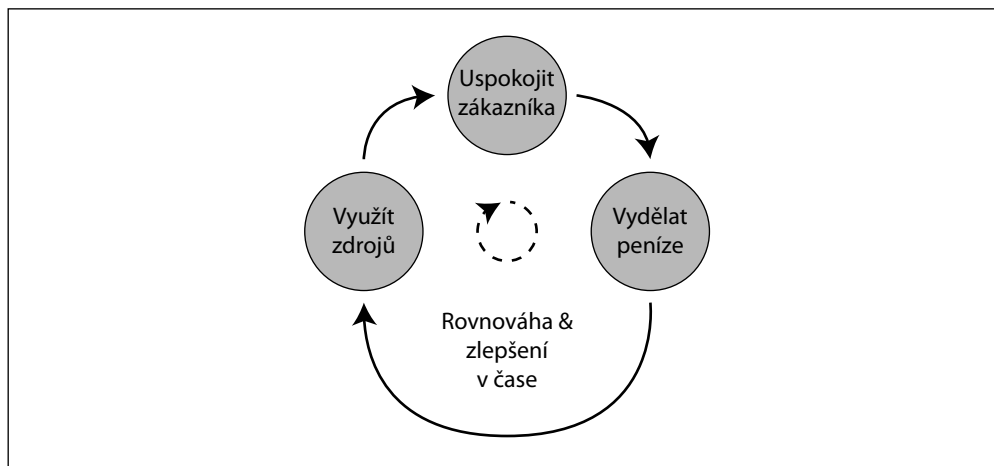 Uspokojit
zákazníka
Využít
zdrojů
Vydělat
peníze
Rovnováha &
zlepšení
v čase